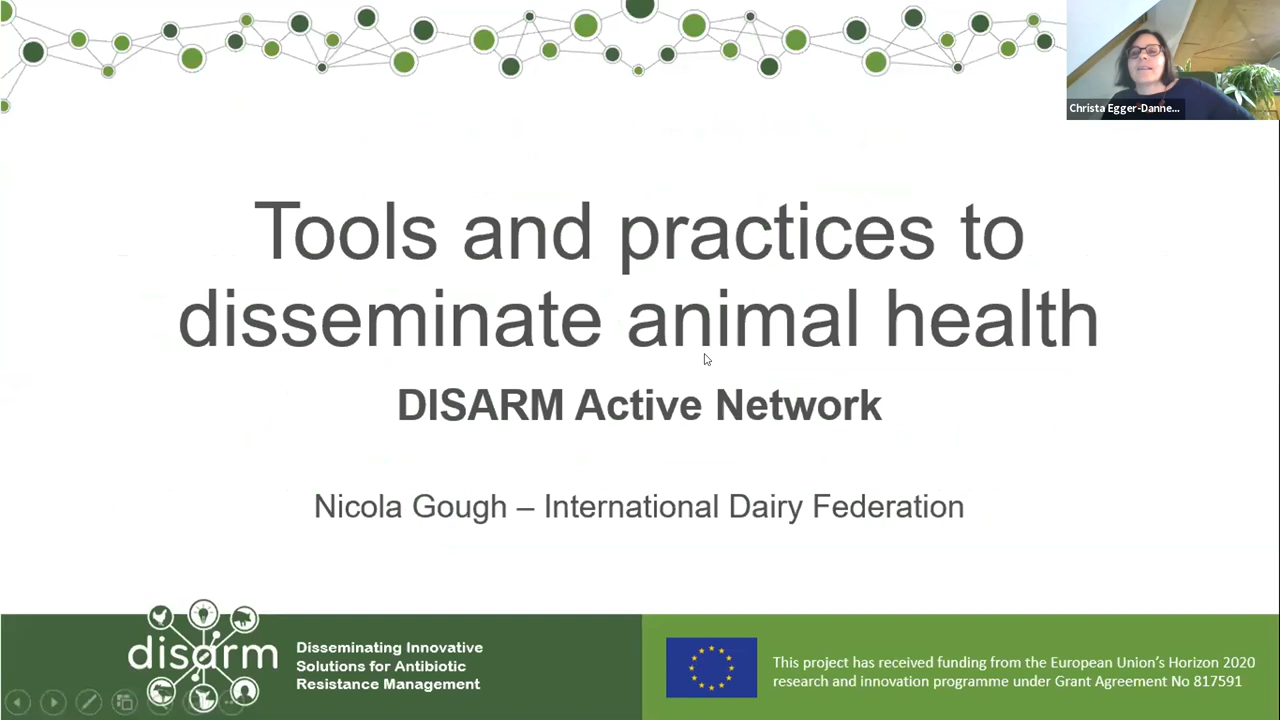 Christa Egger-Danne...
Tools and practices to
disseminate animal health
DISARM Active Network
Nicola Gough – International Dairy Federation
disarm
Disseminating Innovative
Solutions for Antibiotic
Resistance Management
This project has received funding from the European Union's Horizon 2020
research and innovation programme under Grant Agreement No 817591